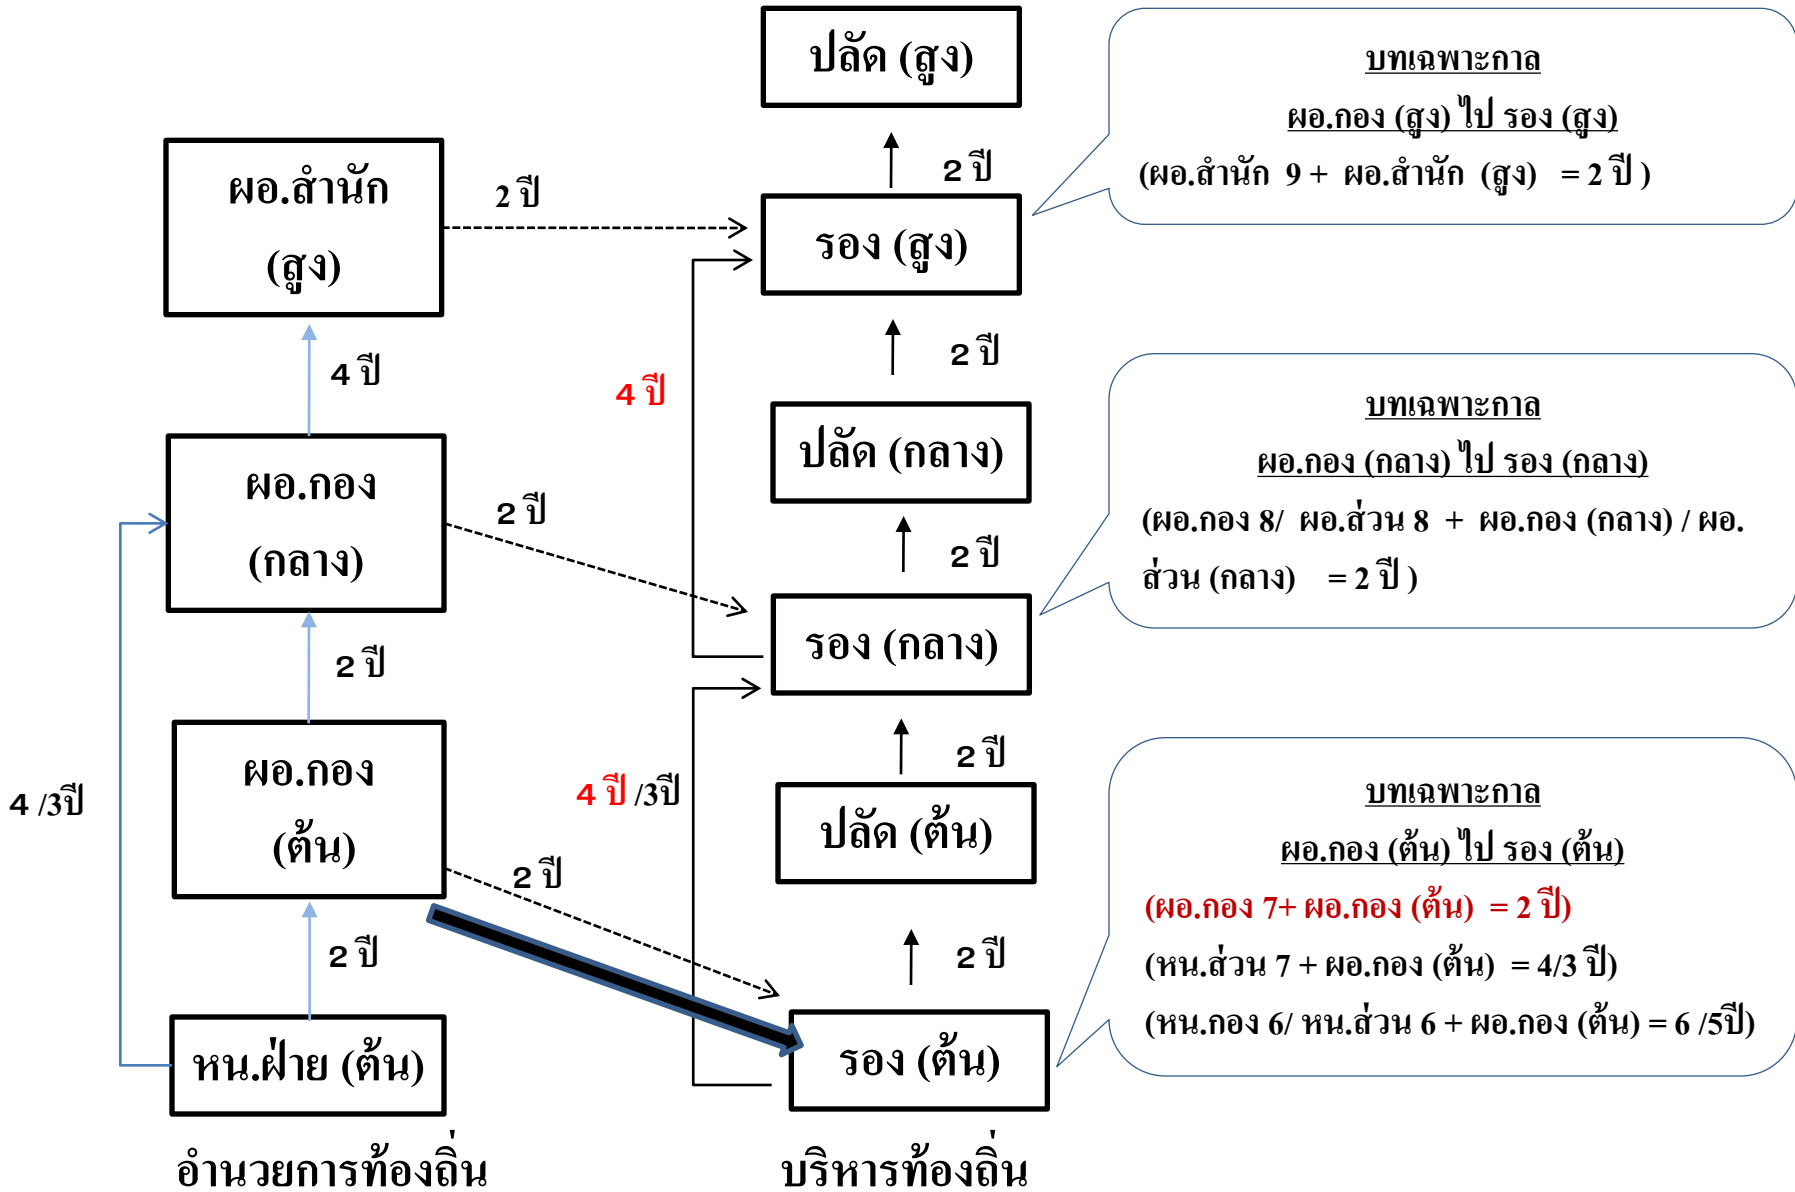 ปลัด (สูง)
2 ปี
ผอ.สำนัก
(สูง)
2 ปี
รอง (สูง)
4 ปี
2 ปี
4 ปี
ปลัด (กลาง)
ผอ.กอง
(กลาง)
2 ปี
2 ปี
รอง (กลาง)
2 ปี
2 ปี
ผอ.กอง
(ต้น)
4 /3ปี
4 ปี /3ปี
ปลัด (ต้น)
2 ปี
2 ปี
2 ปี
หน.ฝ่าย (ต้น)
รอง (ต้น)
อำนวยการท้องถิ่น
บริหารท้องถิ่น
บทเฉพาะกาล
ผอ.กอง (สูง) ไป รอง (สูง)
(ผอ.สำนัก 9 + ผอ.สำนัก (สูง) = 2 ปี )
บทเฉพาะกาล
ผอ.กอง (กลาง) ไป รอง (กลาง)
(ผอ.กอง 8/ ผอ.ส่วน 8 + ผอ.กอง (กลาง) / ผอ.
ส่วน (กลาง) = 2 ปี )
บทเฉพาะกาล
ผอ.กอง (ต้น) ไป รอง (ต้น)
(ผอ.กอง 7+ ผอ.กอง (ต้น) = 2 ปี)
(หน.ส่วน 7 + ผอ.กอง (ต้น) = 4/3 ปี)
(หน.กอง 6/ หน.ส่วน 6 + ผอ.กอง (ต้น) = 6 /5ปี)